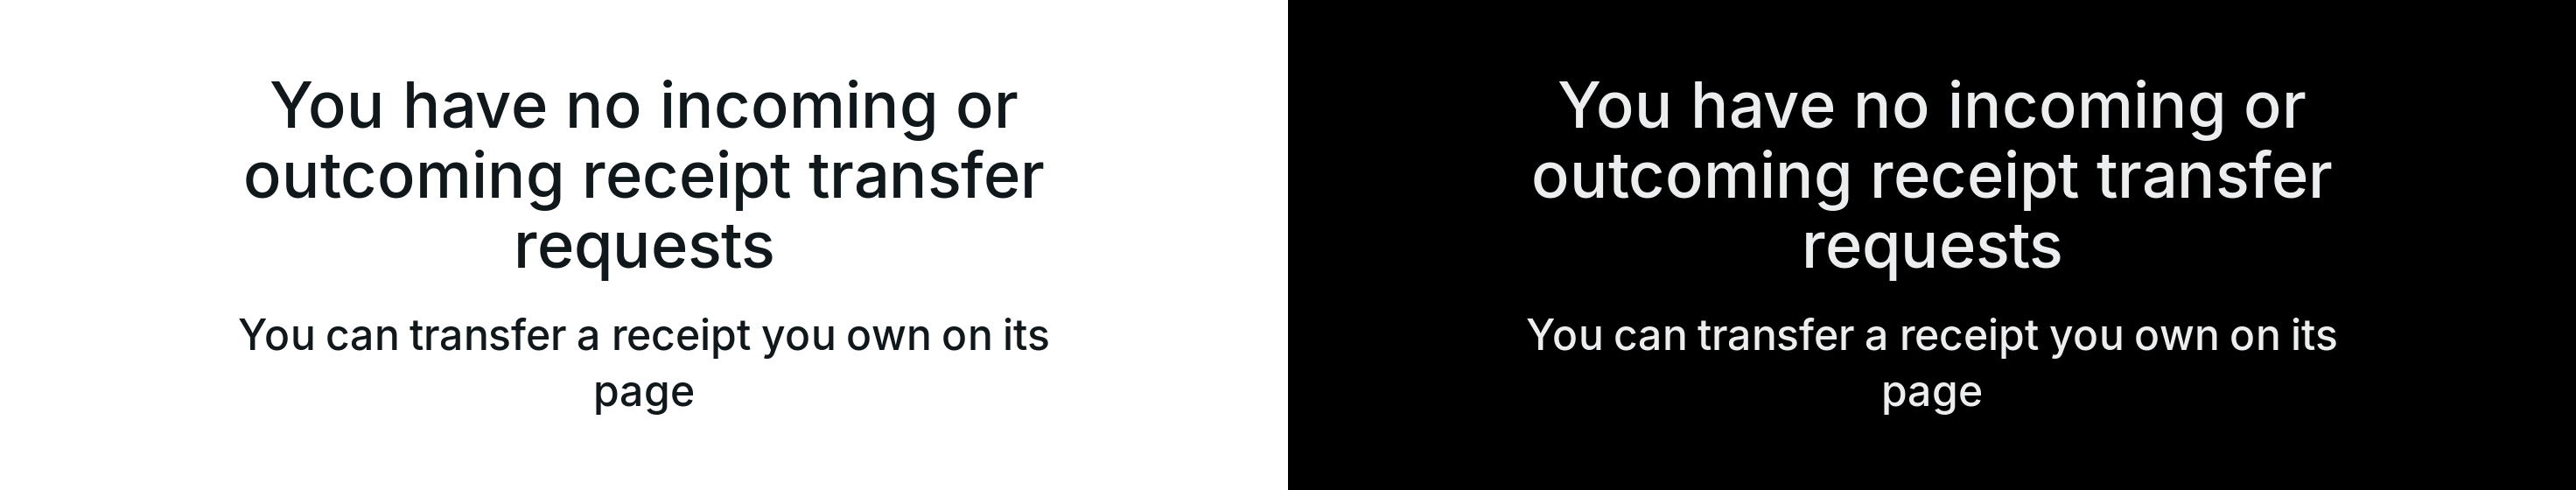 You have no incoming or
outcoming receipt transfer
requests
You can transfer a receipt you own on its
page
You have no incoming or
outcoming receipt transfer
requests
You can transfer a receipt you own on its
page